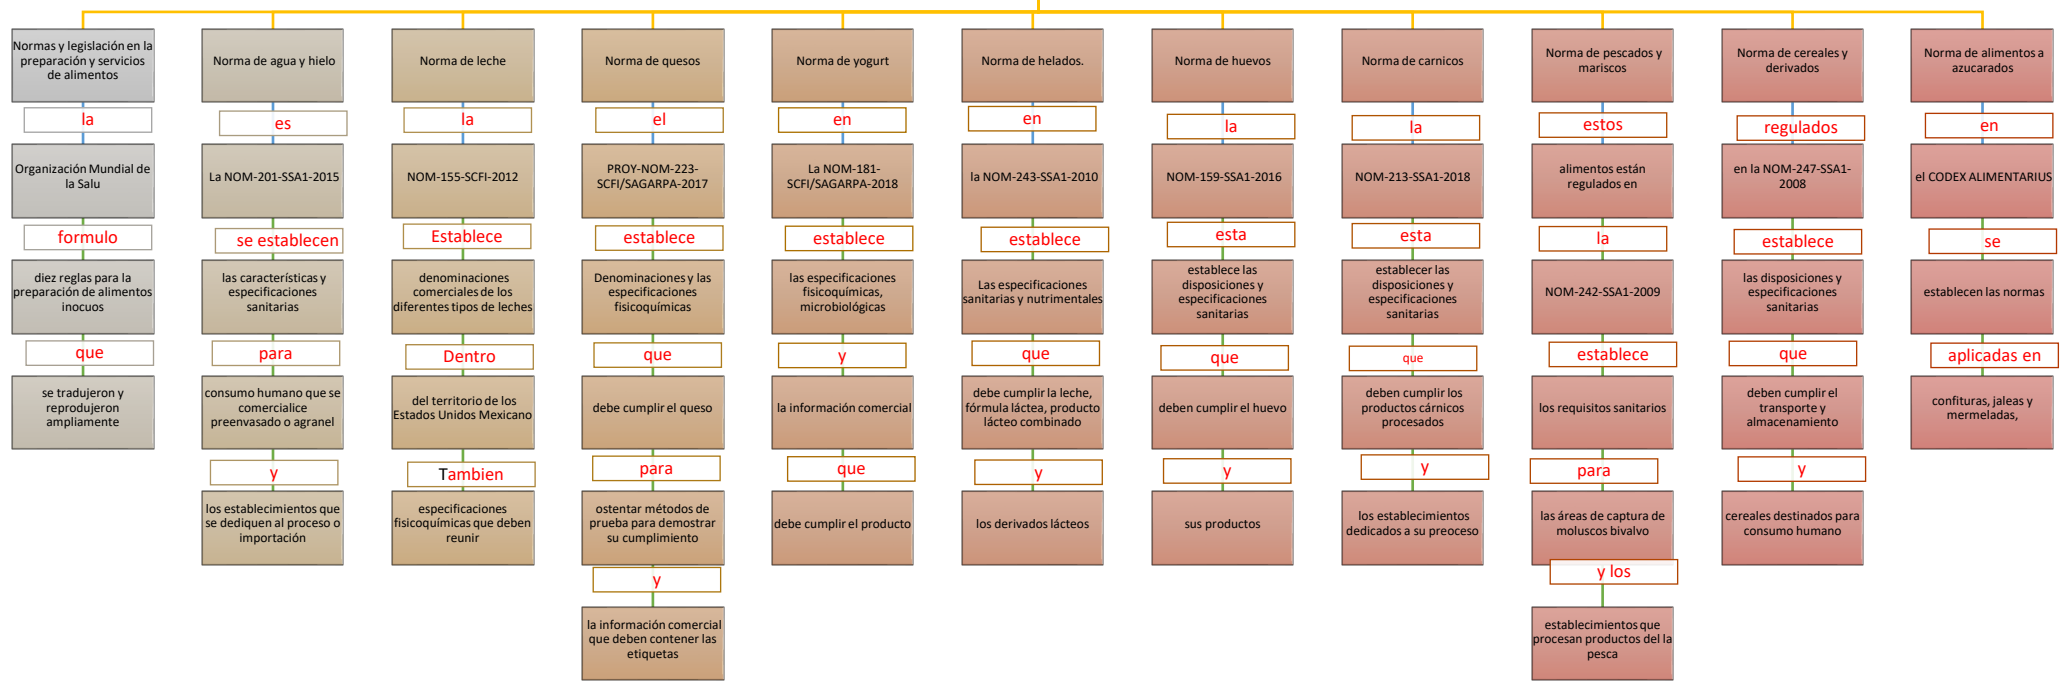 Normas y legislación en la
preparación y servicios
de alimentos
la
Organización Mundial de
la Salu
formulo
diez reglas para la
preparación de alimentos
inocuos
que
se tradujeron y
reprodujeron
ampliamente
Norma de agua y hielo
es
La NOM-201-SSA1-2015
se establecen
las características y
especificaciones
sanitarias
para
consumo humano que se
comercialice
preenvasado o agranel
y
los establecimientos que
se dediquen al proceso o
importación
Norma de leche
la
NOM-155-SCFI-2012
Establece
denominaciones
comerciales de los
diferentes tipos de leches
Dentro
del territorio de los
Estados Unidos Mexicano
Tambien
especificaciones
fisicoquímicas que deben
reunir
Norma de quesos
el
PROY-NOM-223-
SCFI/SAGARPA-2017
establece
Denominaciones y las
especificaciones
fisicoquímicas
que
debe cumplir el queso
para
ostentar métodos de
prueba para demostrar
su cumplimiento
y
la información comercial
que deben contener las
etiquetas
Norma de yogurt
en
La NOM-181-
SCFI/SAGARPA-2018
establece
las especificaciones
fisicoquímicas,
microbiológicas
y
la información comercial
que
debe cumplir el producto
Norma de helados.
en
la NOM-243-SSA1-2010
establece
Las especificaciones
sanitarias y nutrimentales
que
debe cumplir la leche,
fórmula láctea, producto
lácteo combinado
y
los derivados lácteos
Norma de huevos
la
NOM-159-SSA1-2016
esta
establece las
disposiciones y
especificaciones
sanitarias
que
deben cumplir el huevo
y
sus productos
Norma de carnicos
la
NOM-213-SSA1-2018
esta
establecer las
disposiciones y
especificaciones
sanitarias
que
deben cumplir los
productos cárnicos
procesados
y
los establecimientos
dedicados a su preoceso
Norma de pescados y
mariscos
estos
alimentos están
regulados en
la
NOM-242-SSA1-2009
establece
los requisitos sanitarios
para
las áreas de captura de
moluscos bivalvo
y los
establecimientos que
procesan productos del la
pesca
Norma de cereales y
derivados
regulados
en la NOM-247-SSA1-
2008
establece
las disposiciones y
especificaciones
sanitarias
que
deben cumplir el
transporte y
almacenamiento
y
cereales destinados para
consumo humano
Norma de alimentos a
azucarados
en
el CODEX ALIMENTARIUS
se
establecen las normas
aplicadas en
confituras, jaleas y
mermeladas,